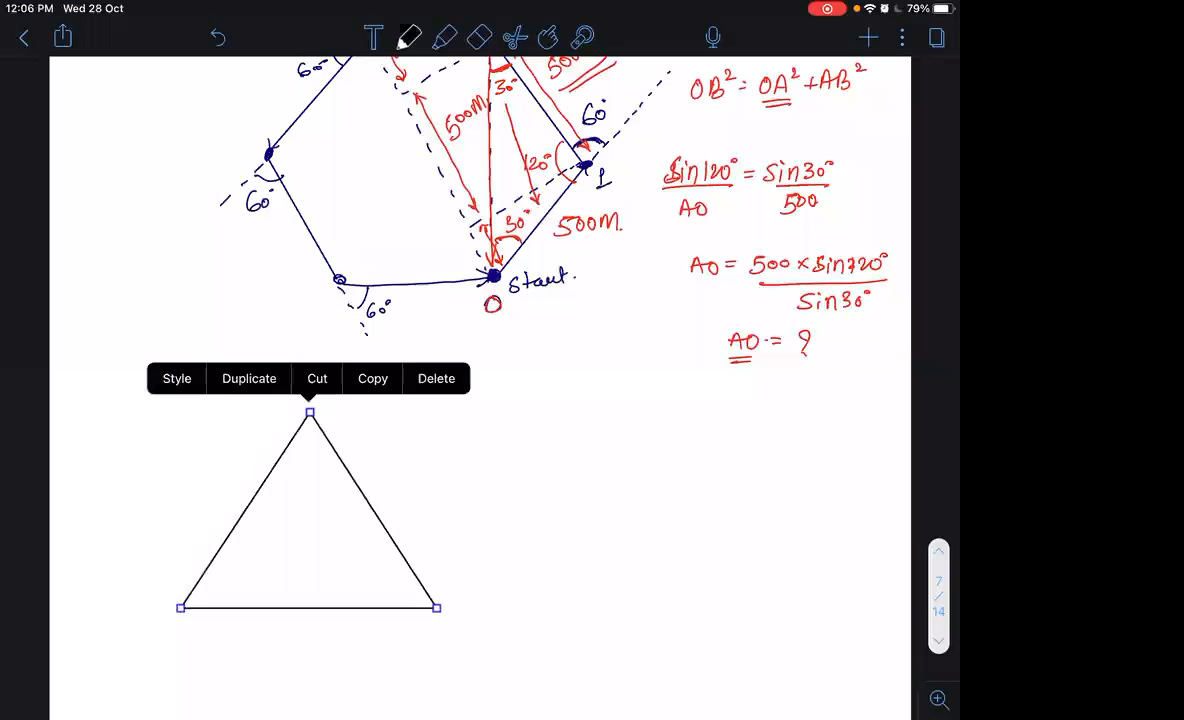 12:06 PM Wed 28 Oct
79%
60°
30°
500M
60°
120°
1
60°
30°
500M.
Start.
O
60°
OB² = OA² + AB²
Sin120° = Sin30°
AO 500
AO = 500 × Sin120°
Sin30°
AO = ?
Style Duplicate Cut Copy Delete
7
/
14